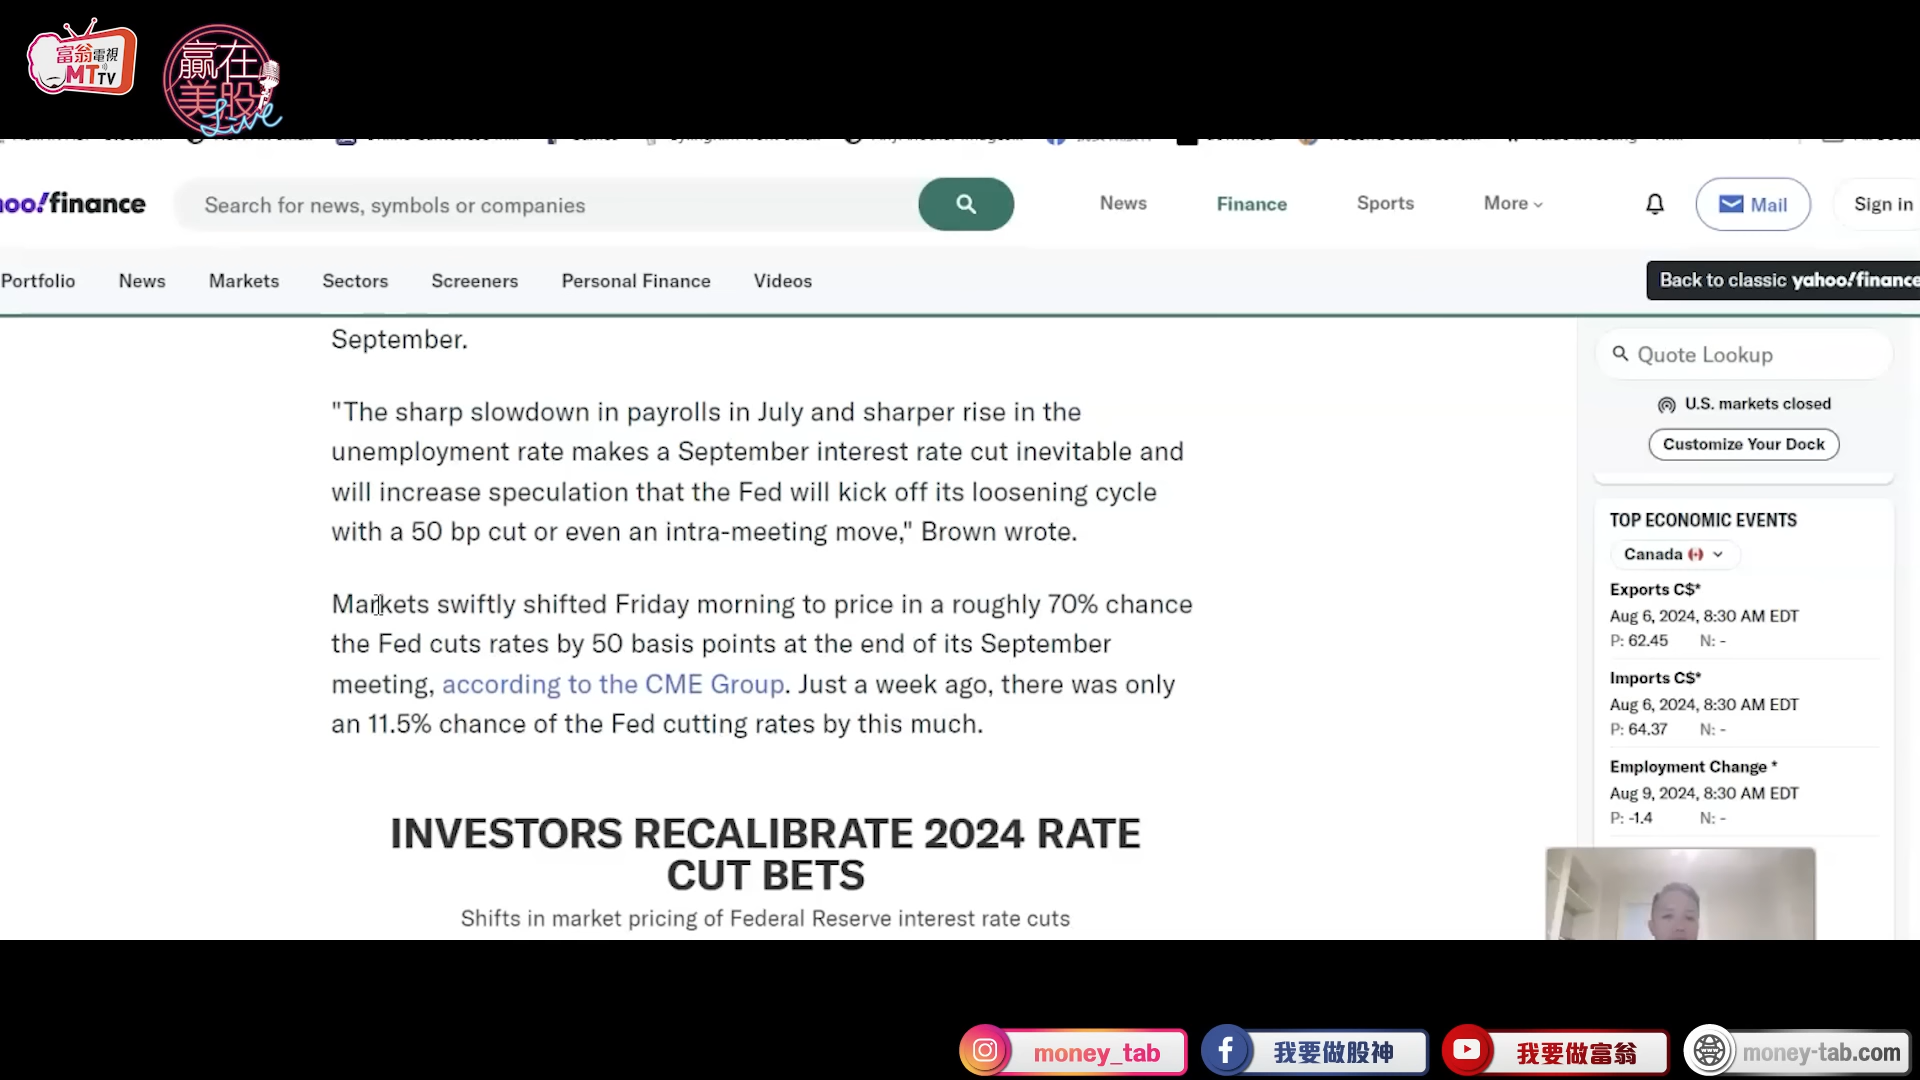 富翁電視
MTTV
贏在
美股
Live
oo!finance
Search for news, symbols or companies
News
Finance
Sports
More
Mail
Sign in
Portfolio
News
Markets
Sectors
Screeners
Personal Finance
Videos
Back to classic yahoo!finance
September.
"The sharp slowdown in payrolls in July and sharper rise in the
unemployment rate makes a September interest rate cut inevitable and
will increase speculation that the Fed will kick off its loosening cycle
with a 50 bp cut or even an intra-meeting move," Brown wrote.
Markets swiftly shifted Friday morning to price in a roughly 70% chance
the Fed cuts rates by 50 basis points at the end of its September
meeting, according to the CME Group. Just a week ago, there was only
an 11.5% chance of the Fed cutting rates by this much.
INVESTORS RECALIBRATE 2024 RATE
CUT BETS
Shifts in market pricing of Federal Reserve interest rate cuts
Quote Lookup
U.S. markets closed
Customize Your Dock
TOP ECONOMIC EVENTS
Canada
Exports C$*
Aug 6, 2024, 8:30 AM EDT
P: 62.45 N: -
Imports C$*
Aug 6, 2024, 8:30 AM EDT
P: 64.37 N: -
Employment Change *
Aug 9, 2024, 8:30 AM EDT
P: -1.4 N: -
money_tab
我要做股神
我要做富翁
money-tab.com